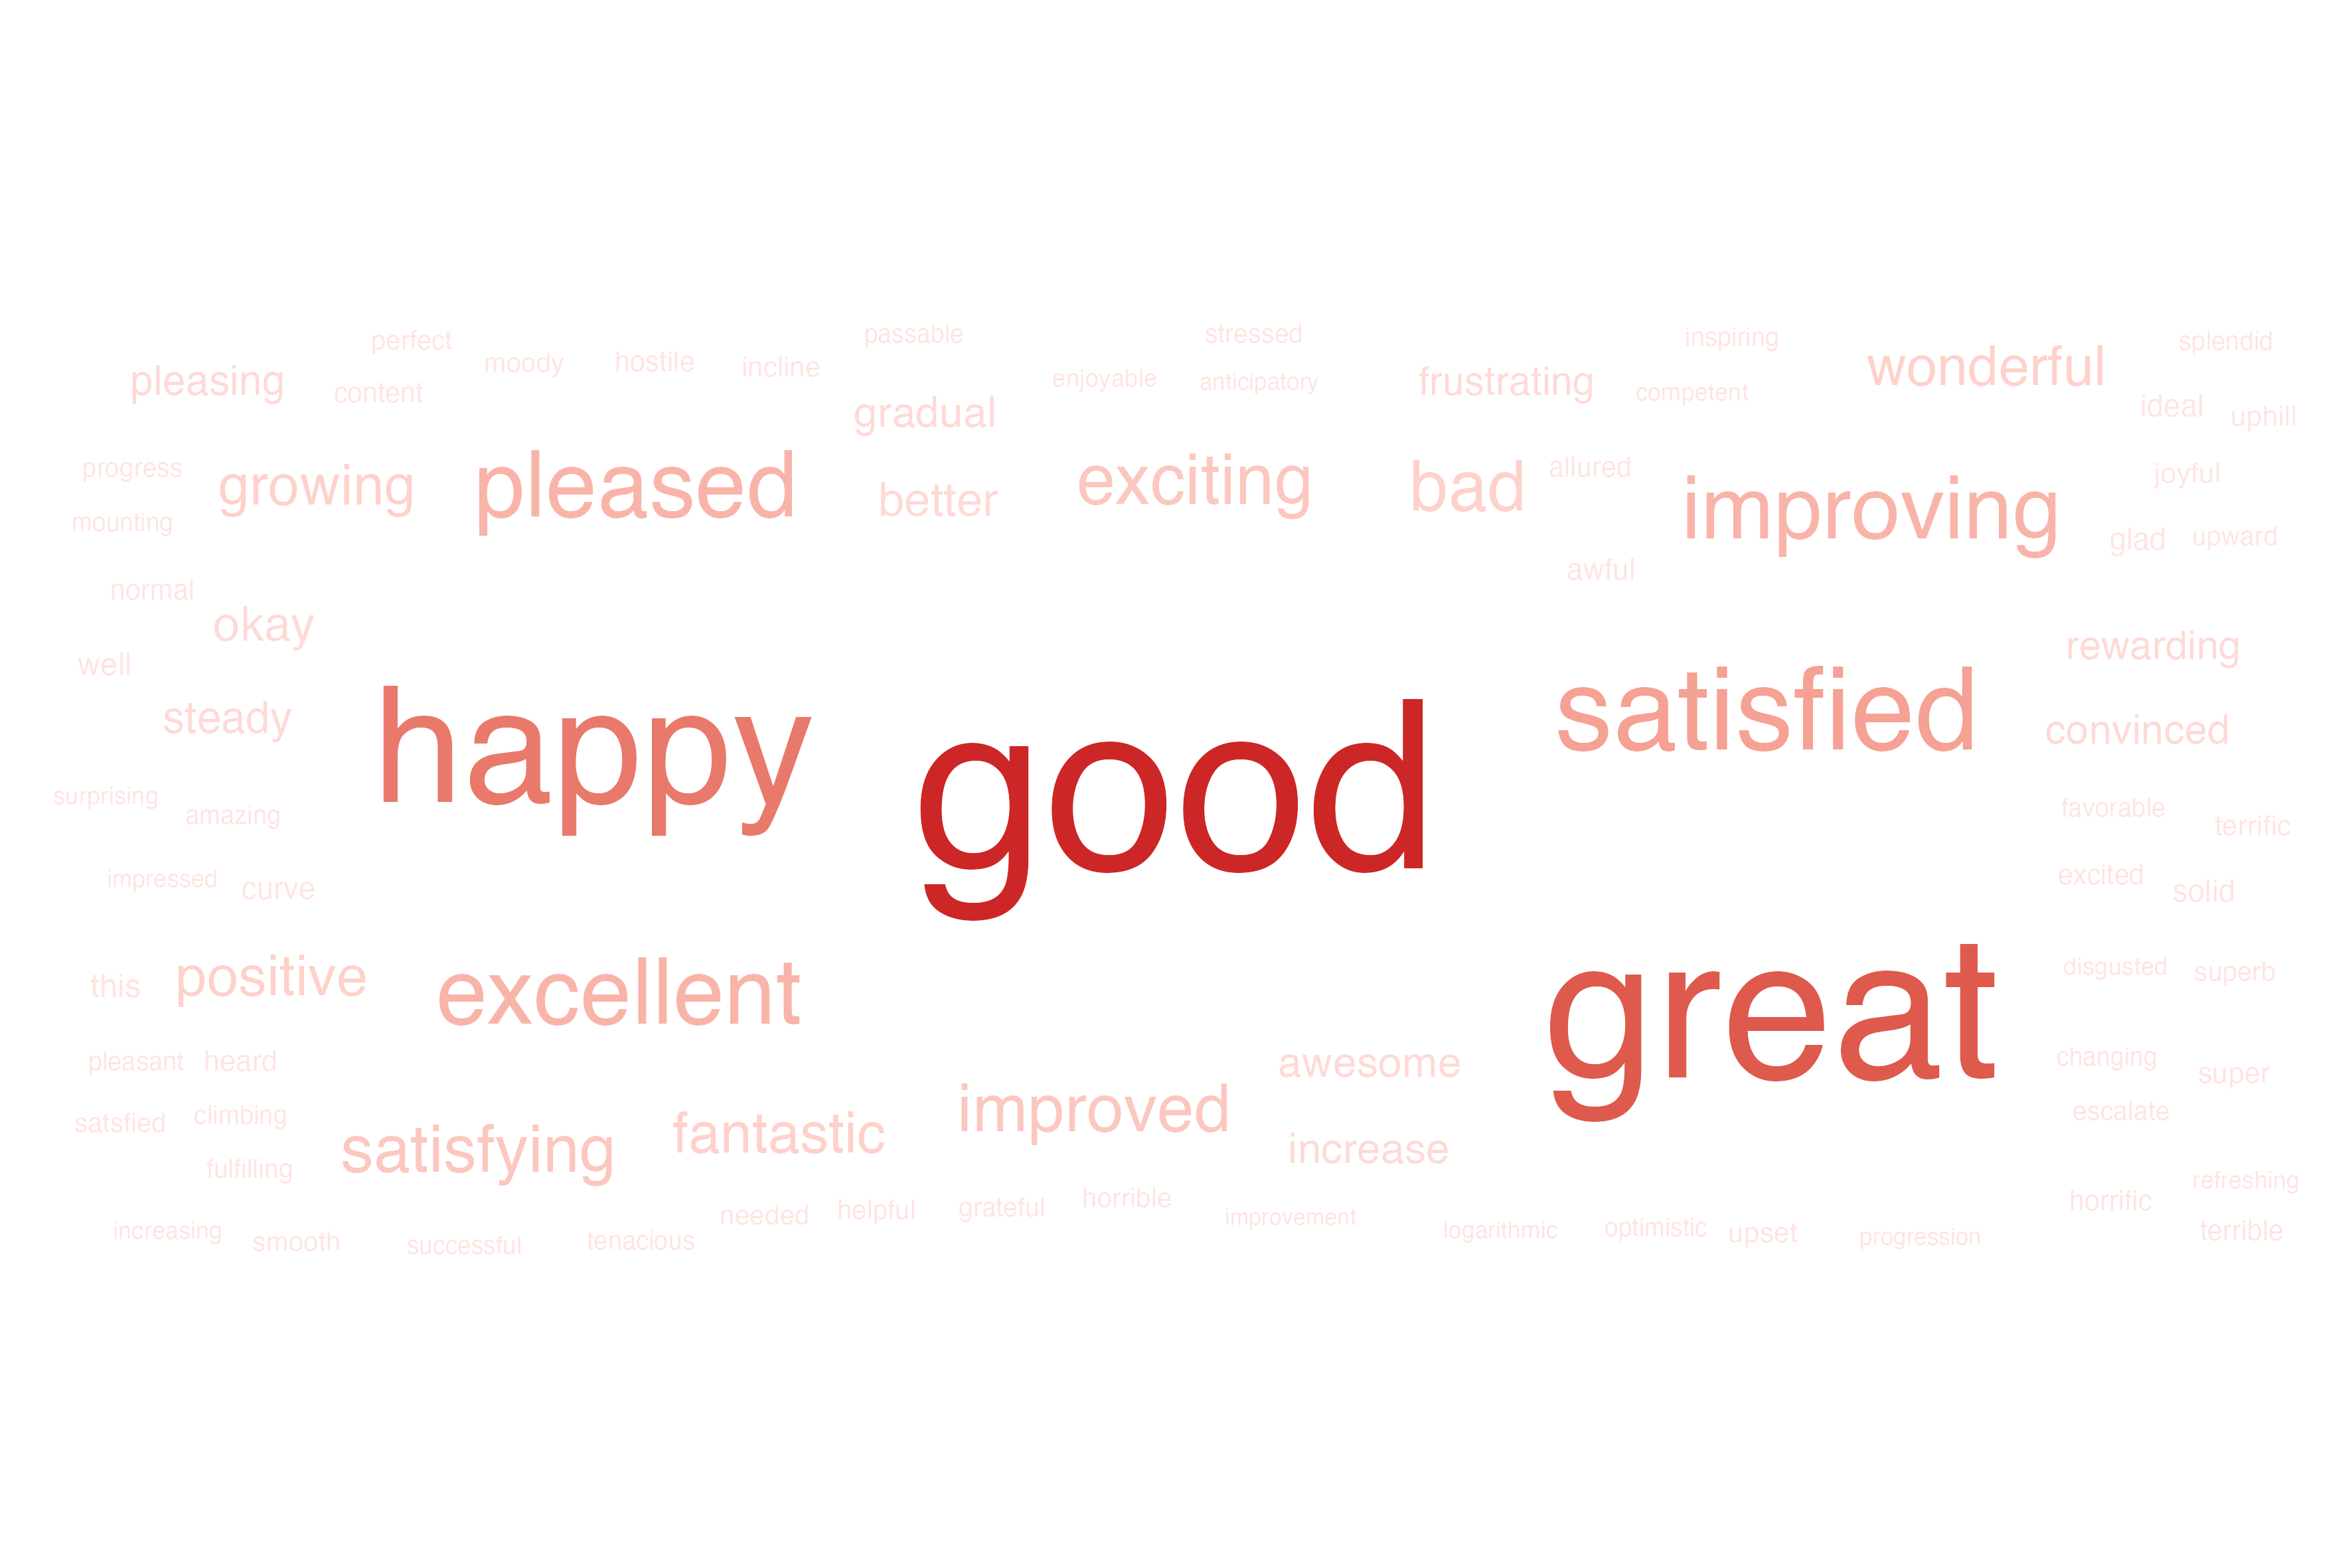 perfect
passable
stressed
inspiring
splendid
pleasing
content
moody
hostile
incline
enjoyable
anticipatory
frustrating
competent
wonderful
gradual
ideal
uphill
progress
growing
pleased
better
exciting
bad
allured
improving
joyful
mounting
glad
upward
normal
okay
awful
well
rewarding
steady
happy
good
satisfied
convinced
surprising
amazing
favorable
terrific
impressed
curve
excited
solid
this
positive
excellent
great
disgusted
superb
pleasant
heard
awesome
changing
super
satsfied
climbing
satisfying
fantastic
improved
increase
escalate
fulfilling
needed
helpful
grateful
horrible
improvement
horrific
refreshing
increasing
smooth
successful
tenacious
logarithmic
optimistic
upset
progression
terrible